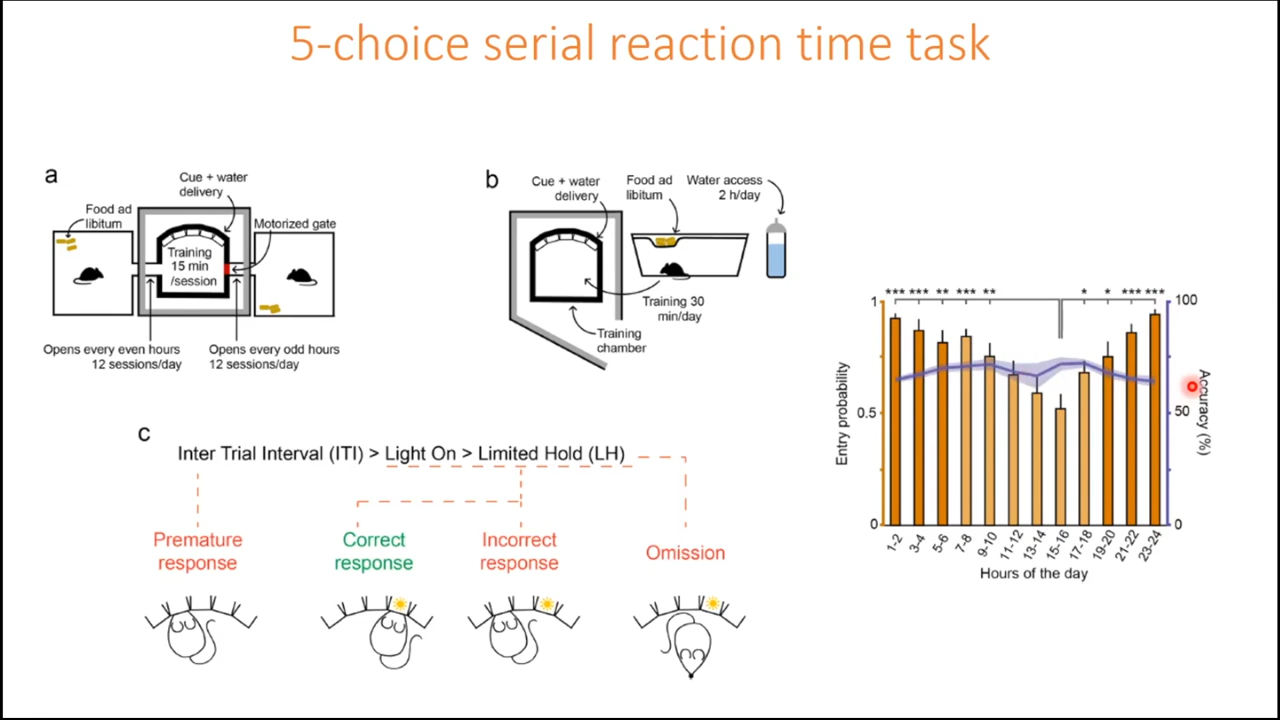 5-choice serial reaction time task
a
Cue + water
delivery
Food ad
libitum
Motorized gate
Training
15 min
/session
Opens every even hours
12 sessions/day
Opens every odd hours
12 sessions/day
b
Cue + water
delivery
Food ad
libitum
Water access
2 h/day
Training 30
min/day
Training
chamber
c
Inter Trial Interval (ITI) > Light On > Limited Hold (LH)
Premature
response
Correct
response
Incorrect
response
Omission
*** *** ** *** ** * * *** ***
1
0.5
0
Entry probability
100
50
0
Accuracy (%)
1-2
3-4
5-6
7-8
9-10
11-12
13-14
15-16
17-18
19-20
21-22
23-24
Hours of the day